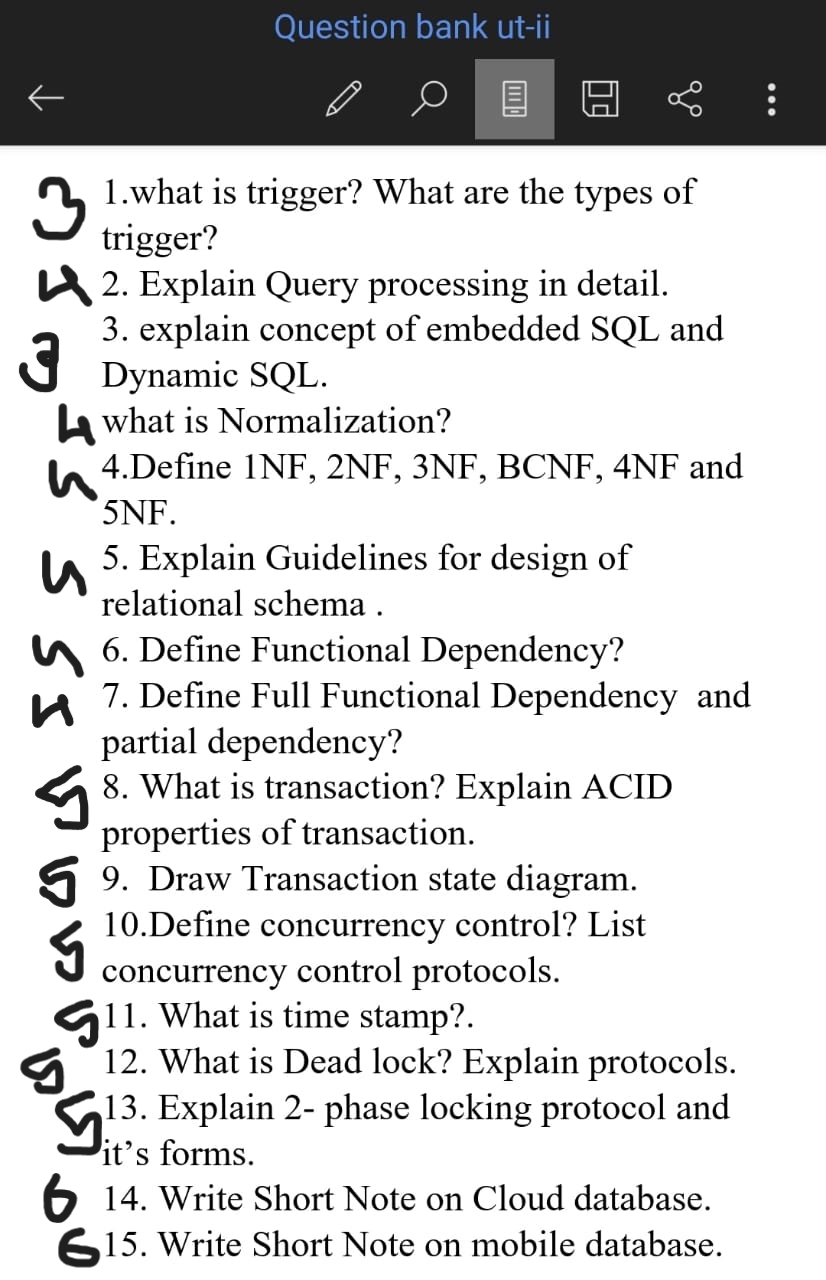 Question bank ut-ii
3 1.what is trigger? What are the types of
trigger?
4 2. Explain Query processing in detail.
3. explain concept of embedded SQL and
3 Dynamic SQL.
4 what is Normalization?
4.Define 1NF, 2NF, 3NF, BCNF, 4NF and
5NF.
5. Explain Guidelines for design of
relational schema .
6. Define Functional Dependency?
7. Define Full Functional Dependency and
partial dependency?
5 8. What is transaction? Explain ACID
properties of transaction.
5 9. Draw Transaction state diagram.
10.Define concurrency control? List
5 concurrency control protocols.
5 11. What is time stamp?.
5 12. What is Dead lock? Explain protocols.
5 13. Explain 2- phase locking protocol and
it’s forms.
6 14. Write Short Note on Cloud database.
6 15. Write Short Note on mobile database.